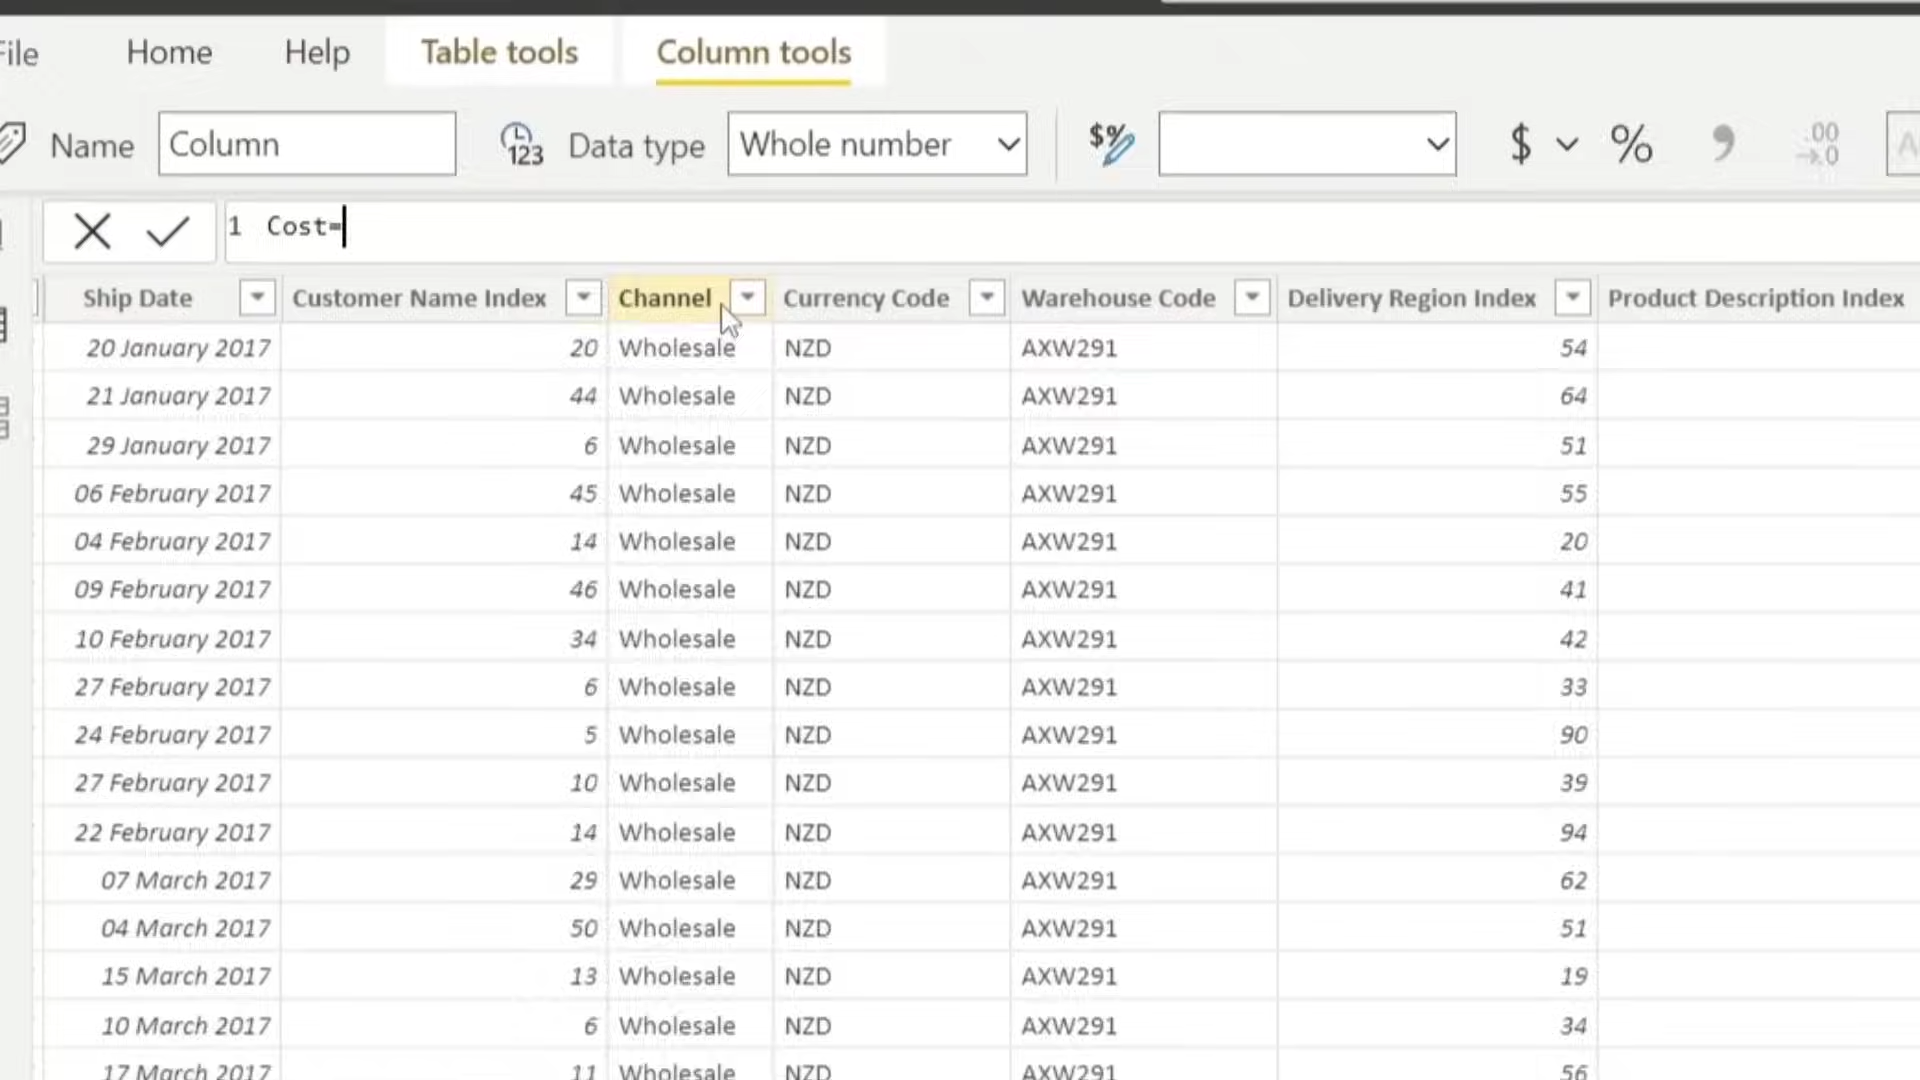 File Home Help Table tools Column tools
Name Column 123 Data type Whole number $% $ % , .00 →.0
1 Cost=
Ship Date Customer Name Index Channel Currency Code Warehouse Code Delivery Region Index Product Description Index
20 January 2017 20 Wholesale NZD AXW291 54
21 January 2017 44 Wholesale NZD AXW291 64
29 January 2017 6 Wholesale NZD AXW291 51
06 February 2017 45 Wholesale NZD AXW291 55
04 February 2017 14 Wholesale NZD AXW291 20
09 February 2017 46 Wholesale NZD AXW291 41
10 February 2017 34 Wholesale NZD AXW291 42
27 February 2017 6 Wholesale NZD AXW291 33
24 February 2017 5 Wholesale NZD AXW291 90
27 February 2017 10 Wholesale NZD AXW291 39
22 February 2017 14 Wholesale NZD AXW291 94
07 March 2017 29 Wholesale NZD AXW291 62
04 March 2017 50 Wholesale NZD AXW291 51
15 March 2017 13 Wholesale NZD AXW291 19
10 March 2017 6 Wholesale NZD AXW291 34
17 March 2017 11 Wholesale NZD AXW291 56